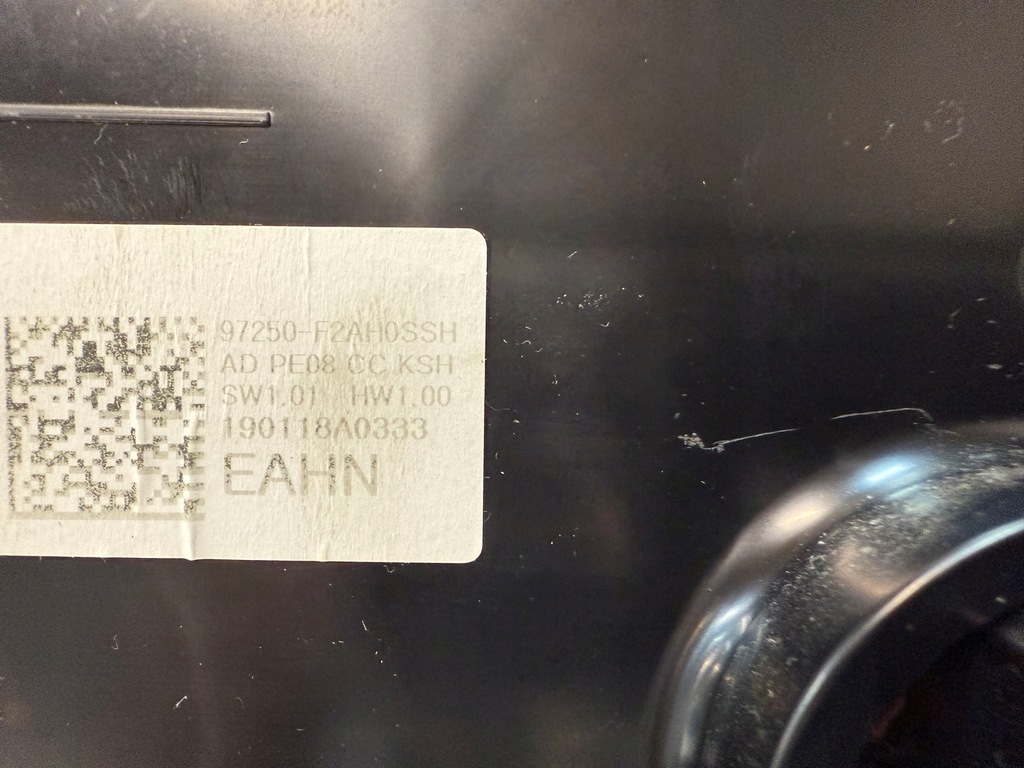 97250-F2AH0SSH
AD PE08 CC KSH
SW1.01 HW1.00
190118A0333
EAHN